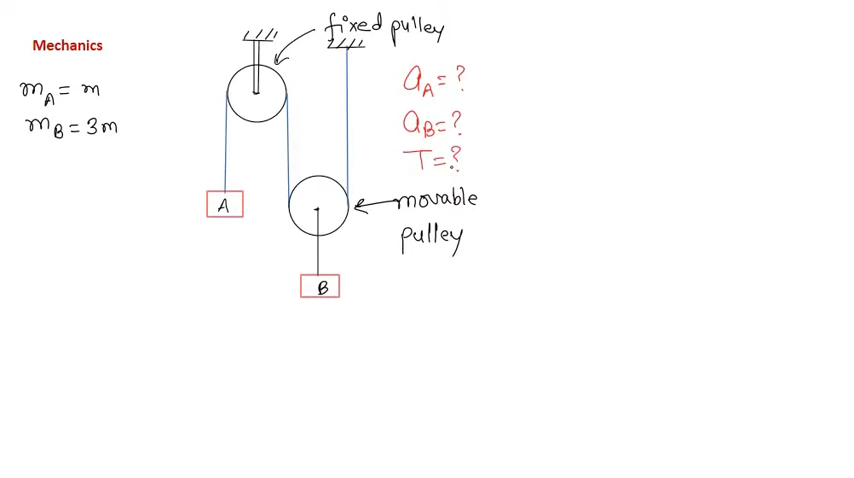 fixed pulley
Mechanics
m_A = m
m_B = 3m
a_A = ?
a_B = ?
T = ?
A
movable
pulley
B